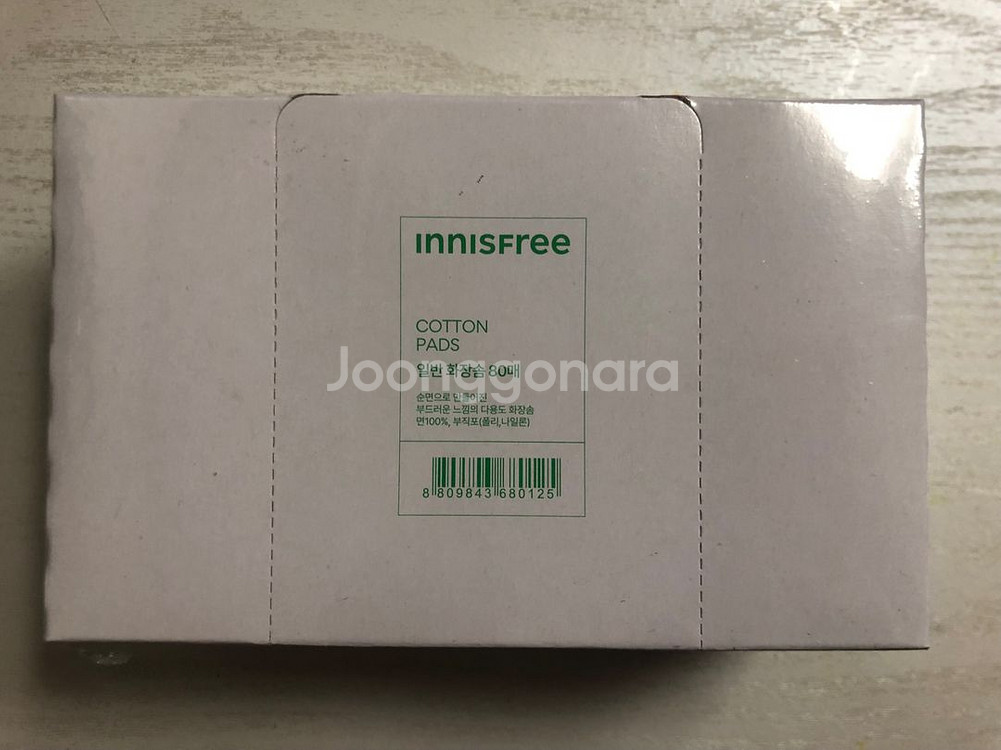 INNISFree
COTTON
PADS
일반 화장솜 80매
Joonggonara
순면으로 만들어진
부드러운 느낌의 다용도 화장솜
면100%, 부직포(폴리,나일론)
8 809843 680125